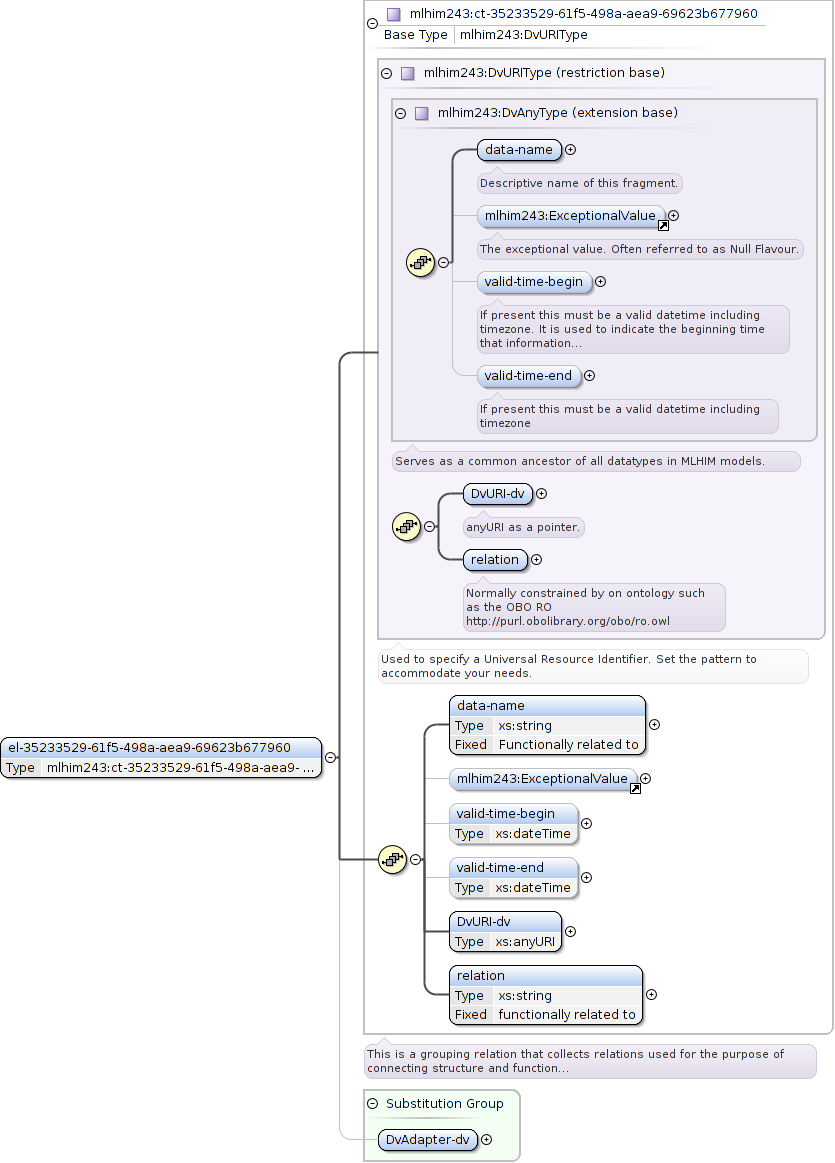 mlhim243:ct-35233529-61f5-498a-aea9-69623b677960
Base Type mlhim243:DvURIType
mlhim243:DvURIType (restriction base)
mlhim243:DvAnyType (extension base)
data-name
Descriptive name of this fragment.
mlhim243:ExceptionalValue
The exceptional value. Often referred to as Null Flavour.
valid-time-begin
If present this must be a valid datetime including
timezone. It is used to indicate the beginning time
that information...
valid-time-end
If present this must be a valid datetime including
timezone
Serves as a common ancestor of all datatypes in MLHIM models.
DvURI-dv
anyURI as a pointer.
relation
Normally constrained by on ontology such
as the OBO RO
http://purl.obolibrary.org/obo/ro.owl
Used to specify a Universal Resource Identifier. Set the pattern to
accommodate your needs.
data-name
Type xs:string
Fixed Functionally related to
el-35233529-61f5-498a-aea9-69623b677960
Type mlhim243:ct-35233529-61f5-498a-aea9- ...
mlhim243:ExceptionalValue
valid-time-begin
Type xs:dateTime
valid-time-end
Type xs:dateTime
DvURI-dv
Type xs:anyURI
relation
Type xs:string
Fixed functionally related to
This is a grouping relation that collects relations used for the purpose of
connecting structure and function...
Substitution Group
DvAdapter-dv